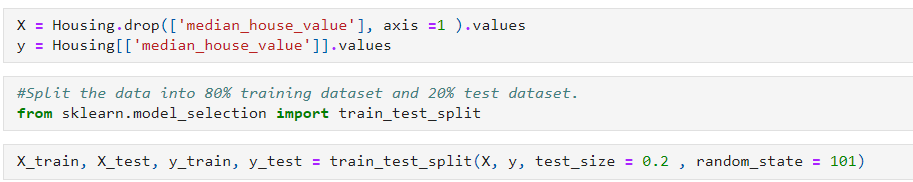 X = Housing.drop(['median_house_value'], axis =1 ).values
y = Housing[['median_house_value']].values
#Split the data into 80% training dataset and 20% test dataset.
from sklearn.model_selection import train_test_split
X_train, X_test, y_train, y_test = train_test_split(X, y, test_size = 0.2 , random_state = 101)